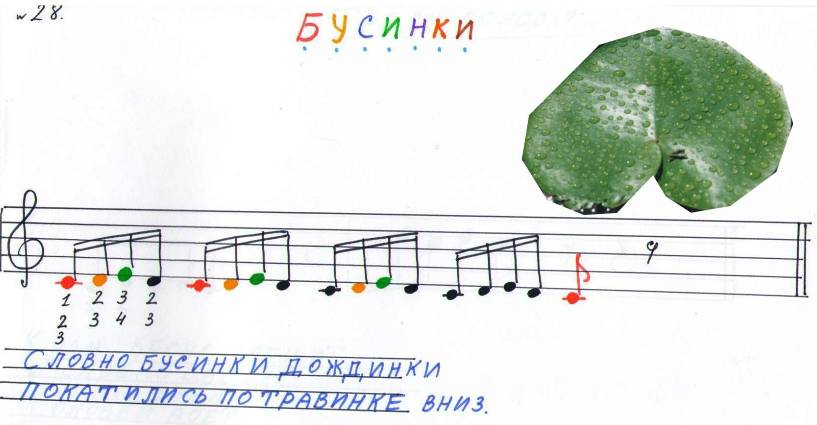 №28.
БУСИНКИ
1 2 3 2
2 3 4 3
3
СЛОВНО БУСИНКИ ДОЖДИНКИ
ПОКАТИЛИСЬ ПО ТРАВИНКЕ ВНИЗ.